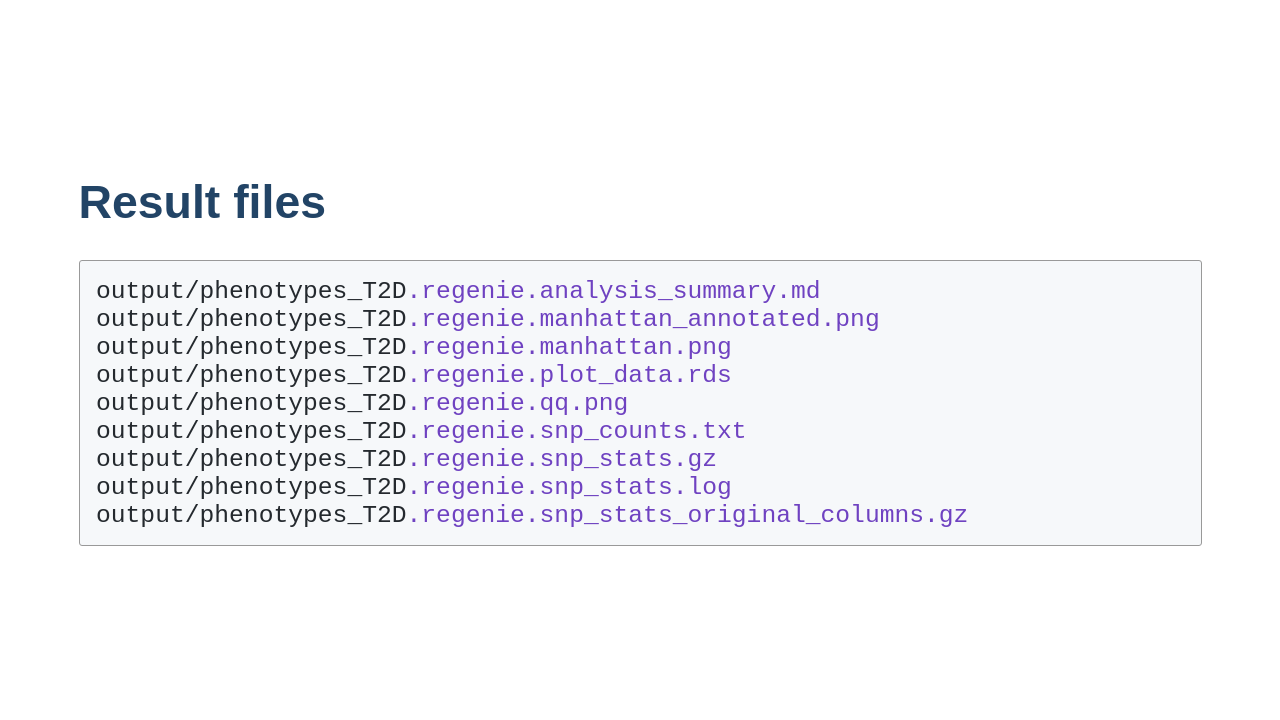 Result files
output/phenotypes_T2D.regenie.analysis_summary.md
output/phenotypes_T2D.regenie.manhattan_annotated.png
output/phenotypes_T2D.regenie.manhattan.png
output/phenotypes_T2D.regenie.plot_data.rds
output/phenotypes_T2D.regenie.qq.png
output/phenotypes_T2D.regenie.snp_counts.txt
output/phenotypes_T2D.regenie.snp_stats.gz
output/phenotypes_T2D.regenie.snp_stats.log
output/phenotypes_T2D.regenie.snp_stats_original_columns.gz